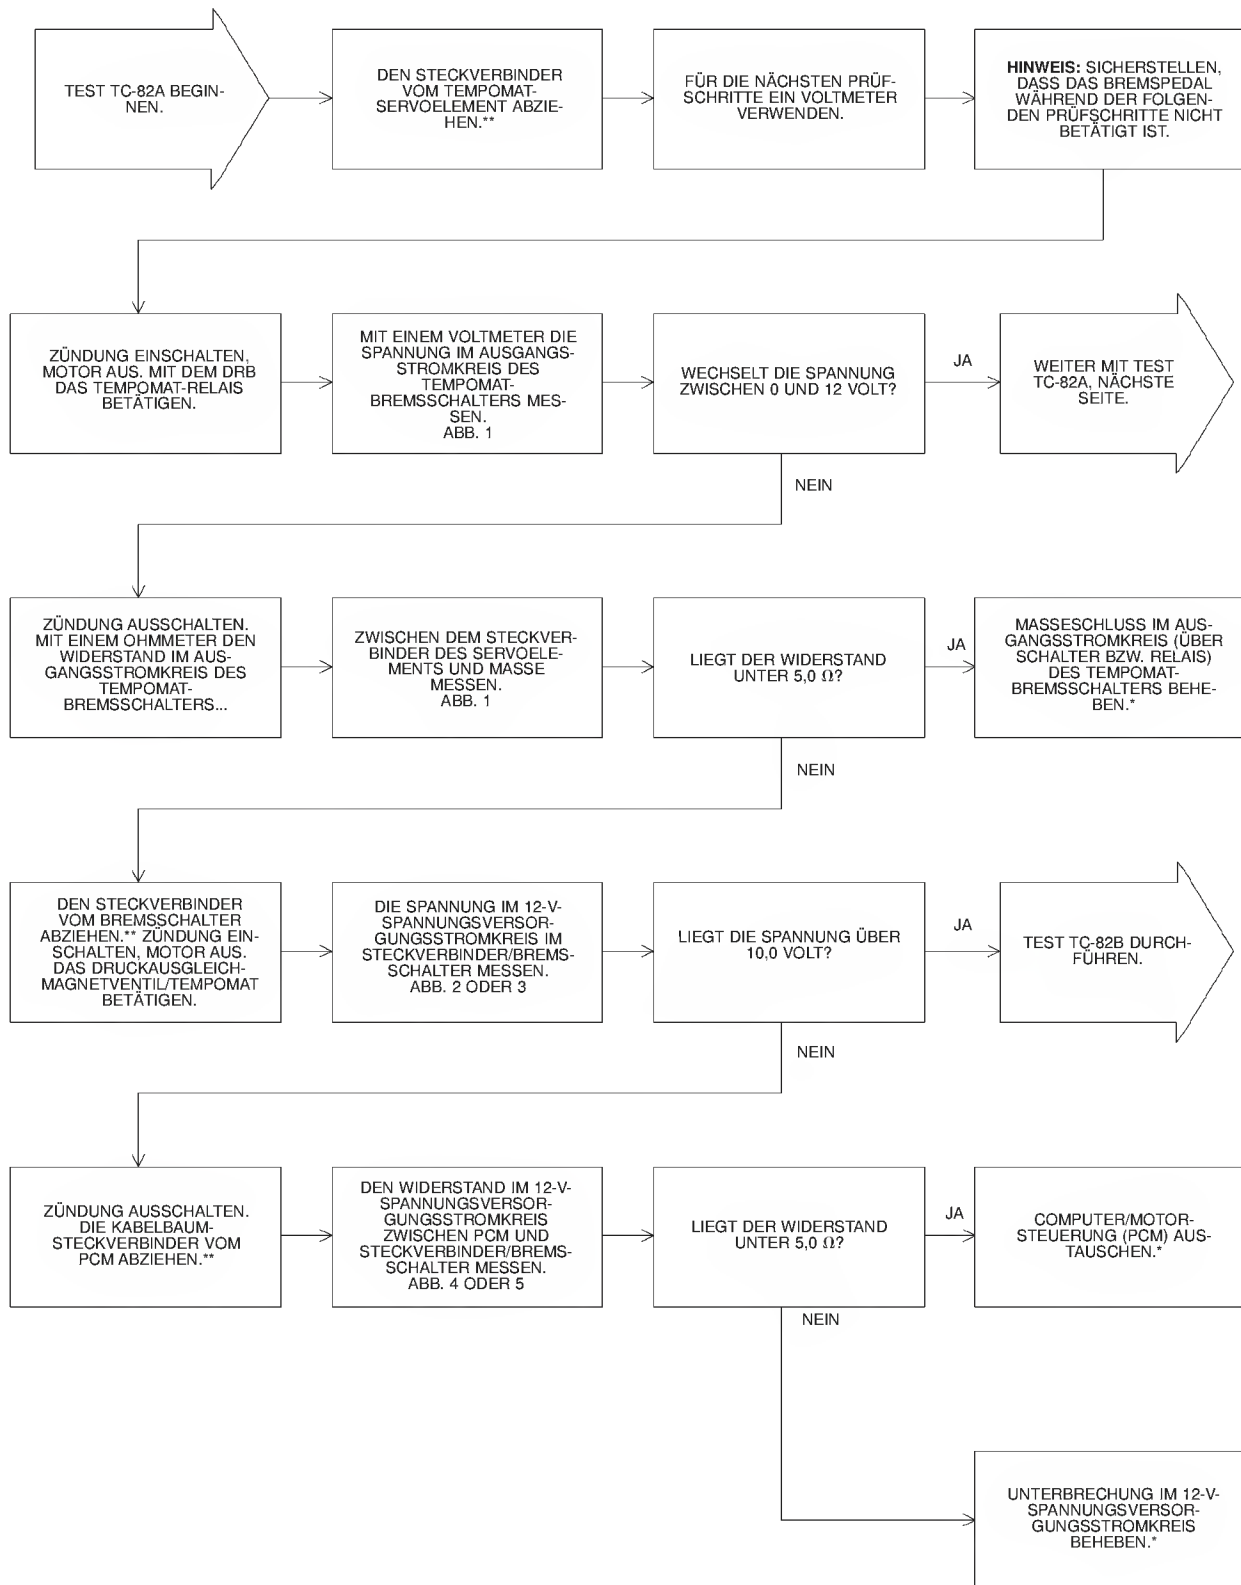 TEST TC-82A BEGIN-
NEN.
DEN STECKVERBINDER
VOM TEMPOMAT-
SERVOELEMENT ABZIE-
HEN.**
FÜR DIE NÄCHSTEN PRÜF-
SCHRITTE EIN VOLTMETER
VERWENDEN.
HINWEIS: SICHERSTELLEN,
DASS DAS BREMSPEDAL
WÄHREND DER FOLGEN-
DEN PRÜFSCHRITTE NICHT
BETÄTIGT IST.
ZÜNDUNG EINSCHALTEN,
MOTOR AUS. MIT DEM DRB
DAS TEMPOMAT-RELAIS
BETÄTIGEN.
MIT EINEM VOLTMETER DIE
SPANNUNG IM AUSGANGS-
STROMKREIS DES
TEMPOMAT-
BREMSSCHALTERS MES-
SEN.
ABB. 1
WECHSELT DIE SPANNUNG
ZWISCHEN 0 UND 12 VOLT?
JA
WEITER MIT TEST
TC-82A, NÄCHSTE
SEITE.
NEIN
ZÜNDUNG AUSSCHALTEN.
MIT EINEM OHMMETER DEN
WIDERSTAND IM AUS-
GANGSSTROMKREIS DES
TEMPOMAT-
BREMSSCHALTERS...
ZWISCHEN DEM STECKVER-
BINDER DES SERVOELE-
MENTS UND MASSE
MESSEN.
ABB. 1
LIEGT DER WIDERSTAND
UNTER 5,0 Ω?
JA
MASSESCHLUSS IM AUS-
GANGSSTROMKREIS (ÜBER
SCHALTER BZW. RELAIS)
DES TEMPOMAT-
BREMSSCHALTERS BEHE-
BEN.*
NEIN
DEN STECKVERBINDER
VOM BREMSSCHALTER
ABZIEHEN.** ZÜNDUNG EIN-
SCHALTEN, MOTOR AUS.
DAS DRUCKAUSGLEICH-
MAGNETVENTIL/TEMPOMAT
BETÄTIGEN.
DIE SPANNUNG IM 12-V-
SPANNUNGSVERSOR-
GUNGSSTROMKREIS IM
STECKVERBINDER/BREMS-
SCHALTER MESSEN.
ABB. 2 ODER 3
LIEGT DIE SPANNUNG ÜBER
10,0 VOLT?
JA
TEST TC-82B DURCH-
FÜHREN.
NEIN
ZÜNDUNG AUSSCHALTEN.
DIE KABELBAUM-
STECKVERBINDER VOM
PCM ABZIEHEN.**
DEN WIDERSTAND IM 12-V-
SPANNUNGSVERSOR-
GUNGSSTROMKREIS
ZWISCHEN PCM UND
STECKVERBINDER/BREMS-
SCHALTER MESSEN.
ABB. 4 ODER 5
LIEGT DER WIDERSTAND
UNTER 5,0 Ω?
JA
COMPUTER/MOTOR-
STEUERUNG (PCM) AUS-
TAUSCHEN.*
NEIN
UNTERBRECHUNG IM 12-V-
SPANNUNGSVERSOR-
GUNGSSTROMKREIS
BEHEBEN.*